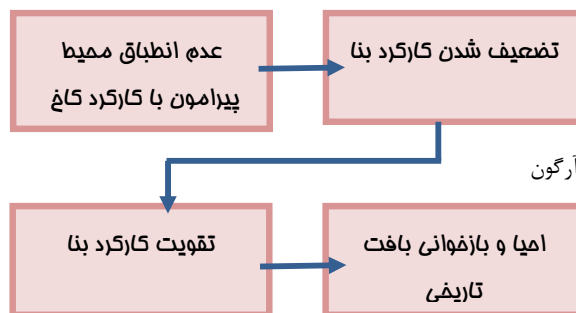 عدم انطباق محیط
پیرامون با کارکرد کاخ
تضعیف شدن کارکرد بنا
آرگون
تقویت کارکرد بنا
احیا و بازخوانی بافت
تاریخی